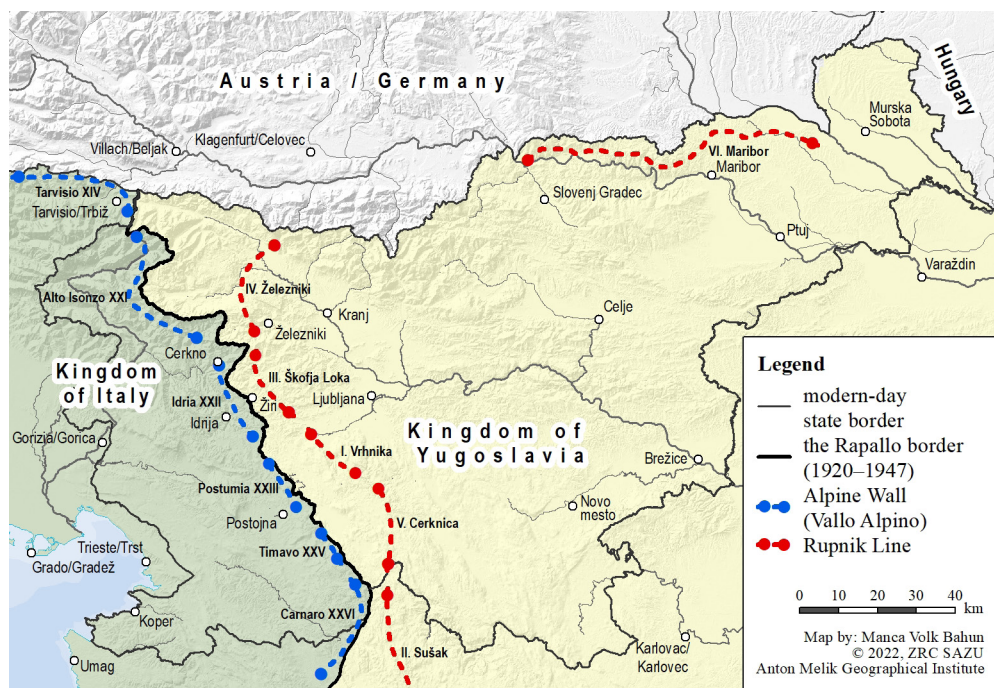 Austria / Germany
Hungary
Murska
Sobota
Klagenfurt/Celovec
Villach/Beljak
VI. Maribor
Maribor
Tarvisio XIV
Tarvisio/Trbiž
Slovenj Gradec
Ptuj
Varaždin
Alto Isonzo XXI
IV. Železniki
Kranj
Celje
Železniki
Cerkno
Kingdom
of Italy
III. Škofja Loka
Idria XXII
Žiri
Ljubljana
Idrija
Gorizia/Gorica
Kingdom of
Yugoslavia
I. Vrhnika
Brežice
Postumia XXIII
Postojna
V. Cerknica
Novo
mesto
Trieste/Trst
Grado/Gradež
Timavo XXV
Koper
Carnaro XXVI
Umag
II. Sušak
Karlovac/
Karlovec
Legend
modern-day
state border
the Rapallo border
(1920–1947)
Alpine Wall
(Vallo Alpino)
Rupnik Line
0 10 20 30 40
km
Map by: Manca Volk Bahun
© 2022, ZRC SAZU
Anton Melik Geographical Institute